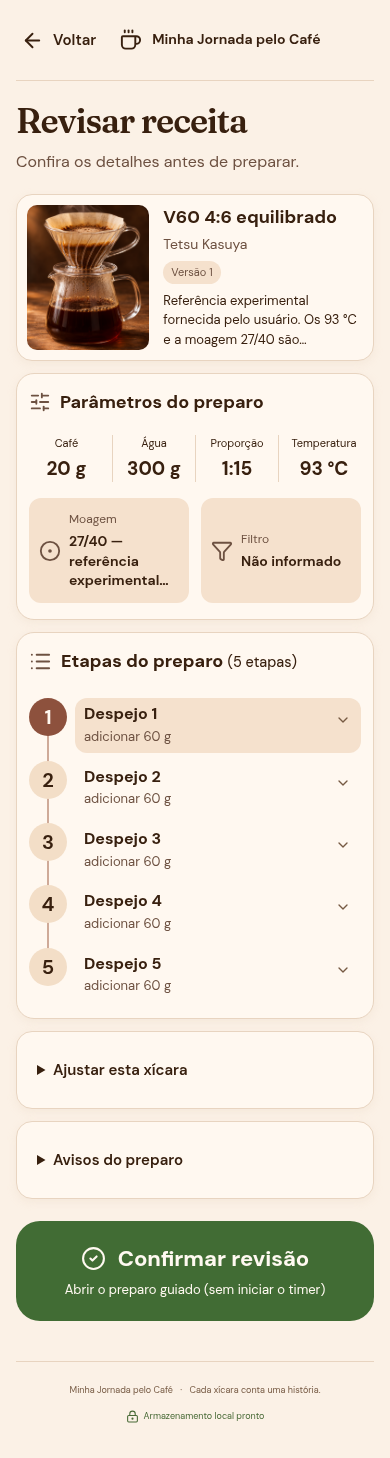 Voltar
Minha Jornada pelo Café
Revisar receita
Confira os detalhes antes de preparar.
V60 4:6 equilibrado
Tetsu Kasuya
Versão 1
Referência experimental
fornecida pelo usuário. Os 93 °C
e a moagem 27/40 são…
Parâmetros do preparo
Café
20 g
Água
300 g
Proporção
1:15
Temperatura
93 °C
Moagem
27/40 —
referência
experimental…
Filtro
Não informado
Etapas do preparo (5 etapas)
1
Despejo 1
adicionar 60 g
2
Despejo 2
adicionar 60 g
3
Despejo 3
adicionar 60 g
4
Despejo 4
adicionar 60 g
5
Despejo 5
adicionar 60 g
Ajustar esta xícara
Avisos do preparo
Confirmar revisão
Abrir o preparo guiado (sem iniciar o timer)
Minha Jornada pelo Café · Cada xícara conta uma história.
Armazenamento local pronto